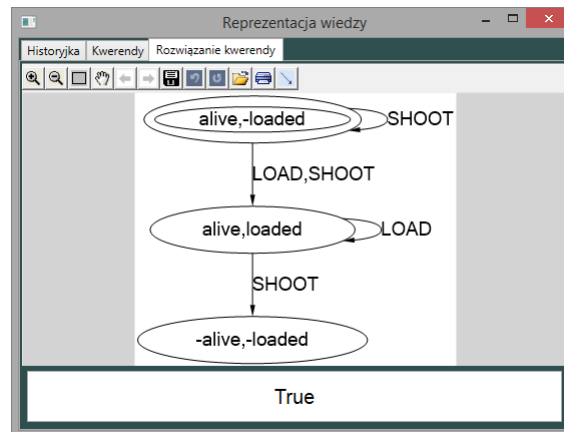 Reprezentacja wiedzy
Historyjka Kwerendy Rozwiązanie kwerendy
alive,-loaded SHOOT
LOAD,SHOOT
alive,loaded LOAD
SHOOT
-alive,-loaded
True